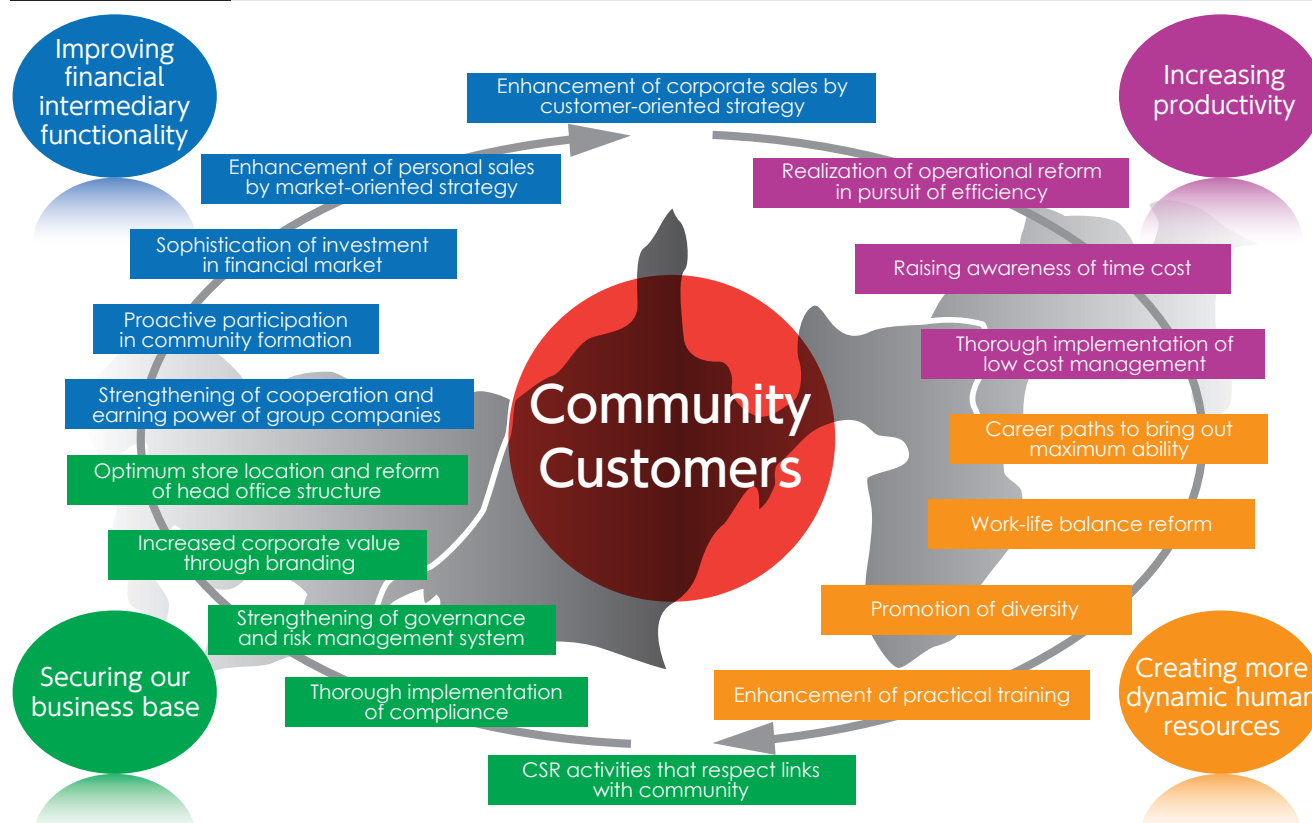 Improving
financial
intermediary
functionality
Enhancement of corporate sales by
customer-oriented strategy
Enhancement of personal sales
by market-oriented strategy
Sophistication of investment
in financial market
Proactive participation
in community formation
Strengthening of cooperation and
earning power of group companies
Increasing
productivity
Realization of operational reform
in pursuit of efficiency
Raising awareness of time cost
Thorough implementation of
low cost management
Community
Customers
Career paths to bring out
maximum ability
Work-life balance reform
Promotion of diversity
Enhancement of practical training
Creating more
dynamic human
resources
Optimum store location and reform
of head office structure
Increased corporate value
through branding
Strengthening of governance
and risk management system
Thorough implementation
of compliance
CSR activities that respect links
with community
Securing our
business base